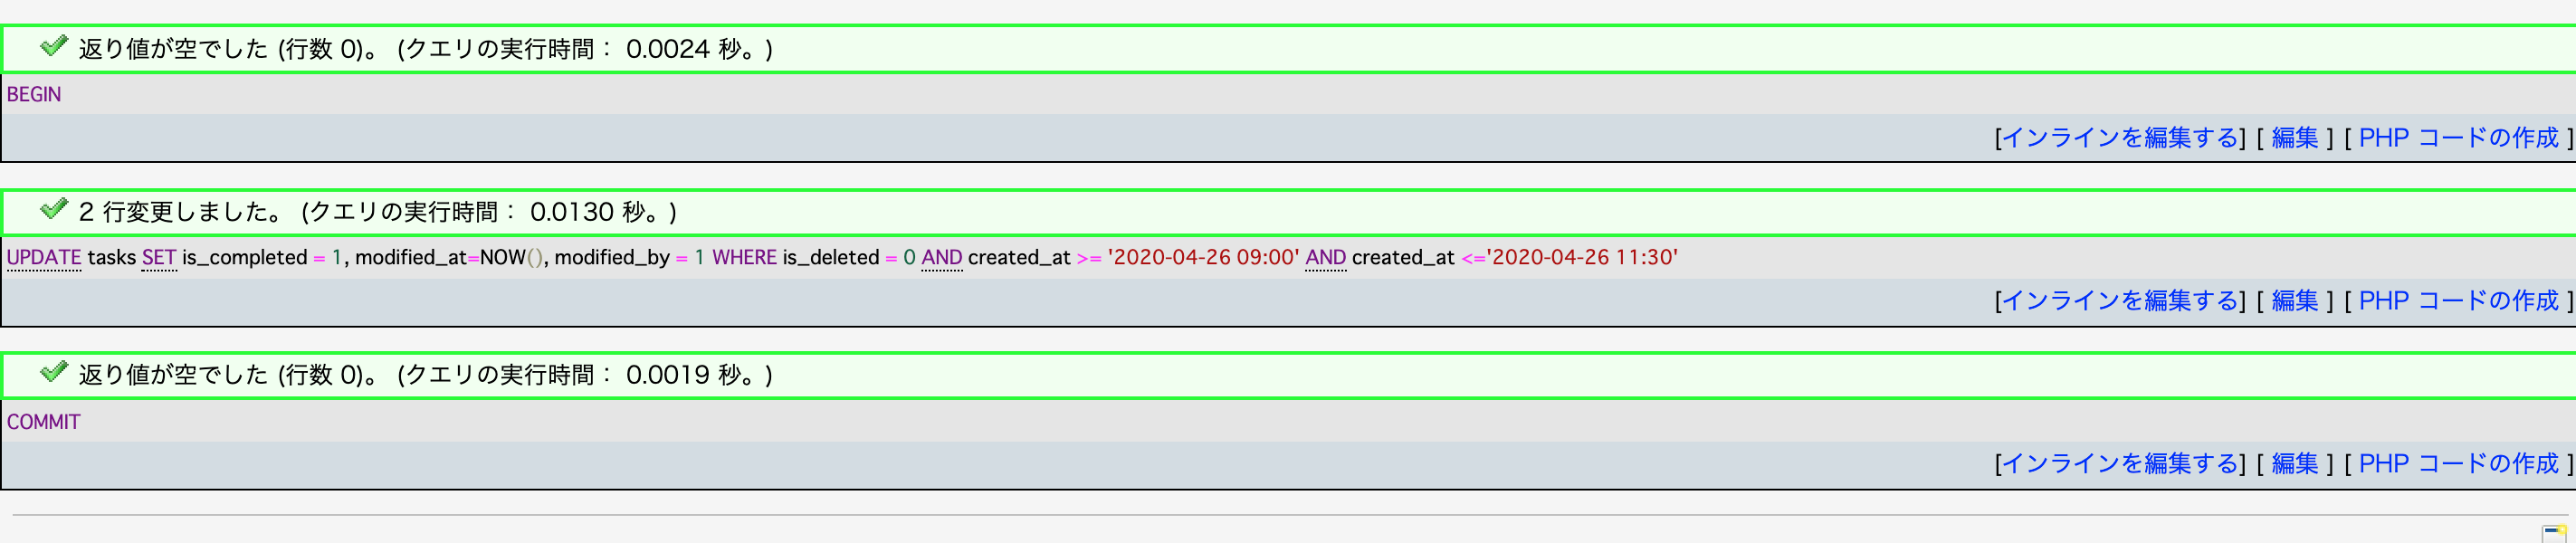 返り値が空でした (行数 0)。 (クエリの実行時間： 0.0024 秒。)
BEGIN
[インラインを編集する] [ 編集 ] [ PHP コードの作成 ]
2 行変更しました。 (クエリの実行時間： 0.0130 秒。)
UPDATE tasks SET is_completed = 1, modified_at=NOW(), modified_by = 1 WHERE is_deleted = 0 AND created_at >= '2020-04-26 09:00' AND created_at <='2020-04-26 11:30'
[インラインを編集する] [ 編集 ] [ PHP コードの作成 ]
返り値が空でした (行数 0)。 (クエリの実行時間： 0.0019 秒。)
COMMIT
[インラインを編集する] [ 編集 ] [ PHP コードの作成 ]